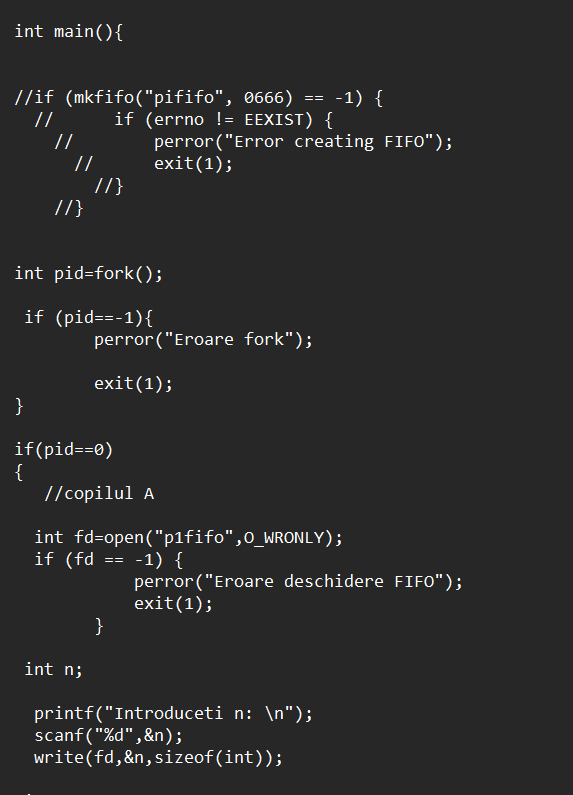 int main(){
//if (mkfifo("pififo", 0666) == -1) {
//      if (errno != EEXIST) {
//        perror("Error creating FIFO");
//      exit(1);
//}
//}
int pid=fork();
if (pid==-1){
perror("Eroare fork");
exit(1);
}
if(pid==0)
{
//copilul A
int fd=open("p1fifo",O_WRONLY);
if (fd == -1) {
perror("Eroare deschidere FIFO");
exit(1);
}
int n;
printf("Introduceti n: \n");
scanf("%d",&n);
write(fd,&n,sizeof(int));